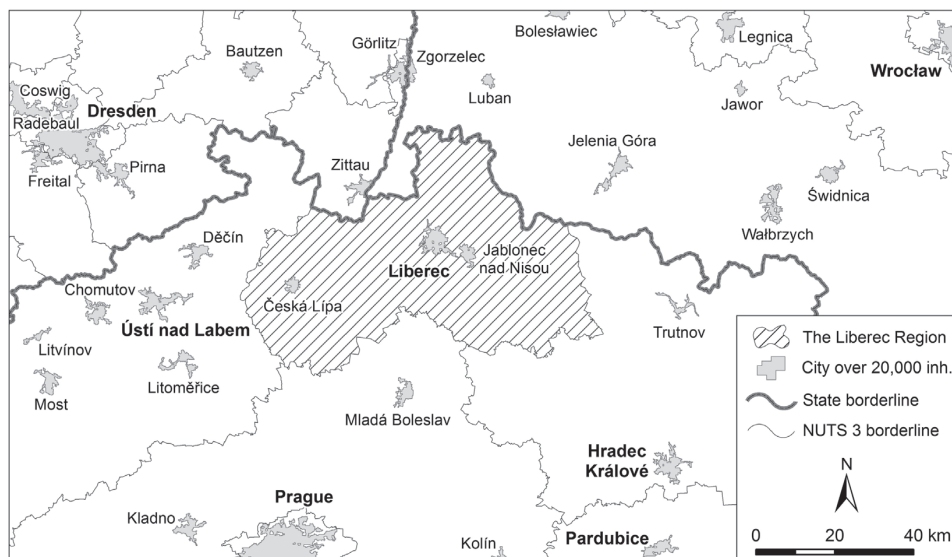 Bolesławiec
Legnica
Görlitz
Bautzen
Zgorzelec
Wrocław
Luban
Coswig
Jawor
Dresden
Radebaul
Jelenia Góra
Zittau
Pirna
Freital
Świdnica
Wałbrzych
Děčín
Jablonec
nad Nisou
Liberec
Chomutov
Česká Lípa
Ústí nad Labem
Trutnov
The Liberec Region
Litvínov
City over 20,000 inh.
Litoměřice
Most
State borderline
Mladá Boleslav
NUTS 3 borderline
Hradec
Králové
N
Prague
Kladno
Kolín
Pardubice
0 20 40 km